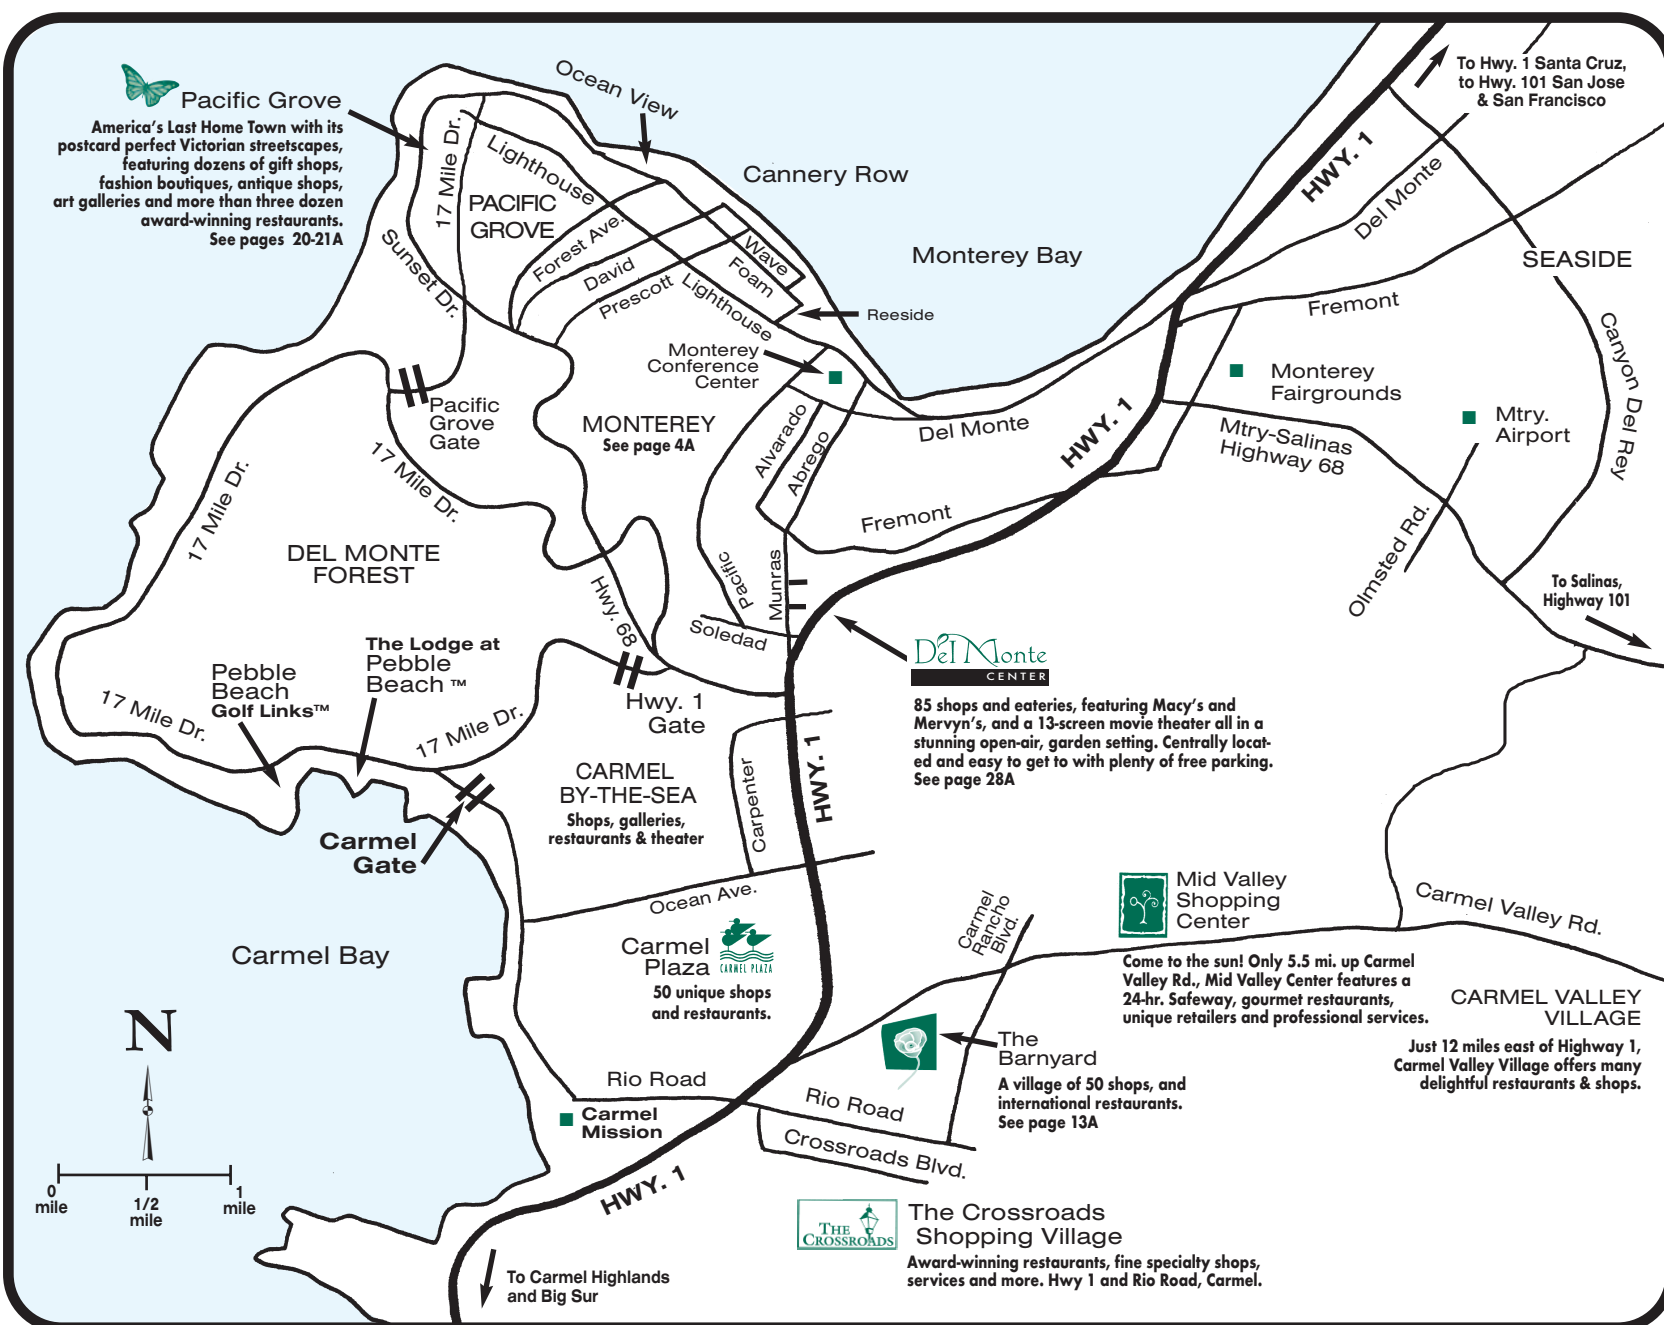 Pacific Grove
America's Last Home Town with its
postcard perfect Victorian streetscapes,
featuring dozens of gift shops,
fashion boutiques, antique shops,
art galleries and more than three dozen
award-winning restaurants.
See pages 20-21A
Ocean View
To Hwy. 1 Santa Cruz,
to Hwy. 101 San Jose
& San Francisco
HWY. 1
17 Mile Dr.
Lighthouse
Cannery Row
PACIFIC
GROVE
Forest Ave.
David
Prescott
Wave
Foam
Lighthouse
Reeside
Sunset Dr.
Monterey Bay
Del Monte
SEASIDE
Fremont
Canyon Del Rey
Monterey
Conference
Center
Monterey
Fairgrounds
Mtry.
Airport
Pacific
Grove
Gate
MONTEREY
See page 4A
Alvarado
Abrego
Del Monte
HWY. 1
Mtry-Salinas
Highway 68
17 Mile Dr.
17 Mile Dr.
Fremont
Olmsted Rd.
DEL MONTE
FOREST
Hwy. 68
Pacific
Munras
Soledad
To Salinas,
Highway 101
The Lodge at
Pebble
Beach ™
Pebble
Beach
Golf Links™
17 Mile Dr.
17 Mile Dr.
Hwy. 1
Gate
Del Monte
CENTER
85 shops and eateries, featuring Macy's and
Mervyn's, and a 13-screen movie theater all in a
stunning open-air, garden setting. Centrally locat-
ed and easy to get to with plenty of free parking.
See page 28A
CARMEL
BY-THE-SEA
Shops, galleries,
restaurants & theater
Carpenter
HWY. 1
Carmel
Gate
Ocean Ave.
Carmel
Plaza
CARMEL PLAZA
50 unique shops
and restaurants.
Carmel Bay
Carmel
Rancho
Blvd.
Mid Valley
Shopping
Center
Come to the sun! Only 5.5 mi. up Carmel
Valley Rd., Mid Valley Center features a
24-hr. Safeway, gourmet restaurants,
unique retailers and professional services.
Carmel Valley Rd.
CARMEL VALLEY
VILLAGE
Just 12 miles east of Highway 1,
Carmel Valley Village offers many
delightful restaurants & shops.
The
Barnyard
A village of 50 shops, and
international restaurants.
See page 13A
N
0
mile
1/2
mile
1
mile
Rio Road
Carmel
Mission
Rio Road
Crossroads Blvd.
HWY. 1
THE
CROSSROADS
The Crossroads
Shopping Village
Award-winning restaurants, fine specialty shops,
services and more. Hwy 1 and Rio Road, Carmel.
To Carmel Highlands
and Big Sur